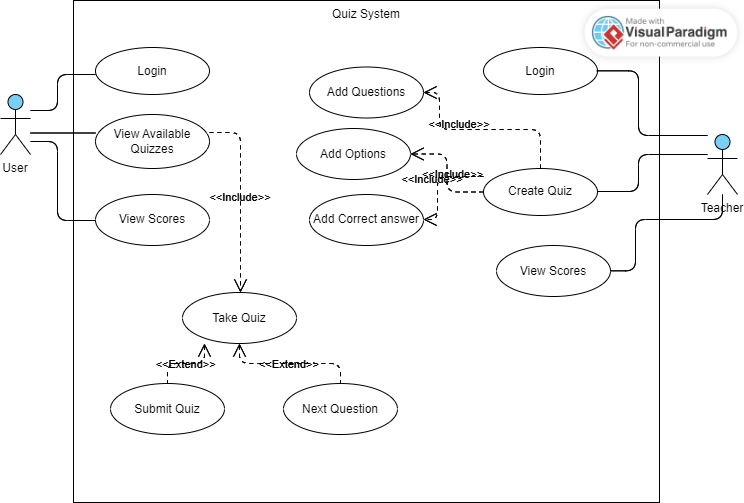 Quiz System
Made with
VisualParadigm
For non-commercial use
Login
Login
Add Questions
<<Include>>
View Available
Quizzes
User
Add Options
<<Include>>
<<Include>>
Create Quiz
Teacher
<<Include>>
View Scores
Add Correct answer
View Scores
Take Quiz
<<Extend>>
<<Extend>>
Submit Quiz
Next Question